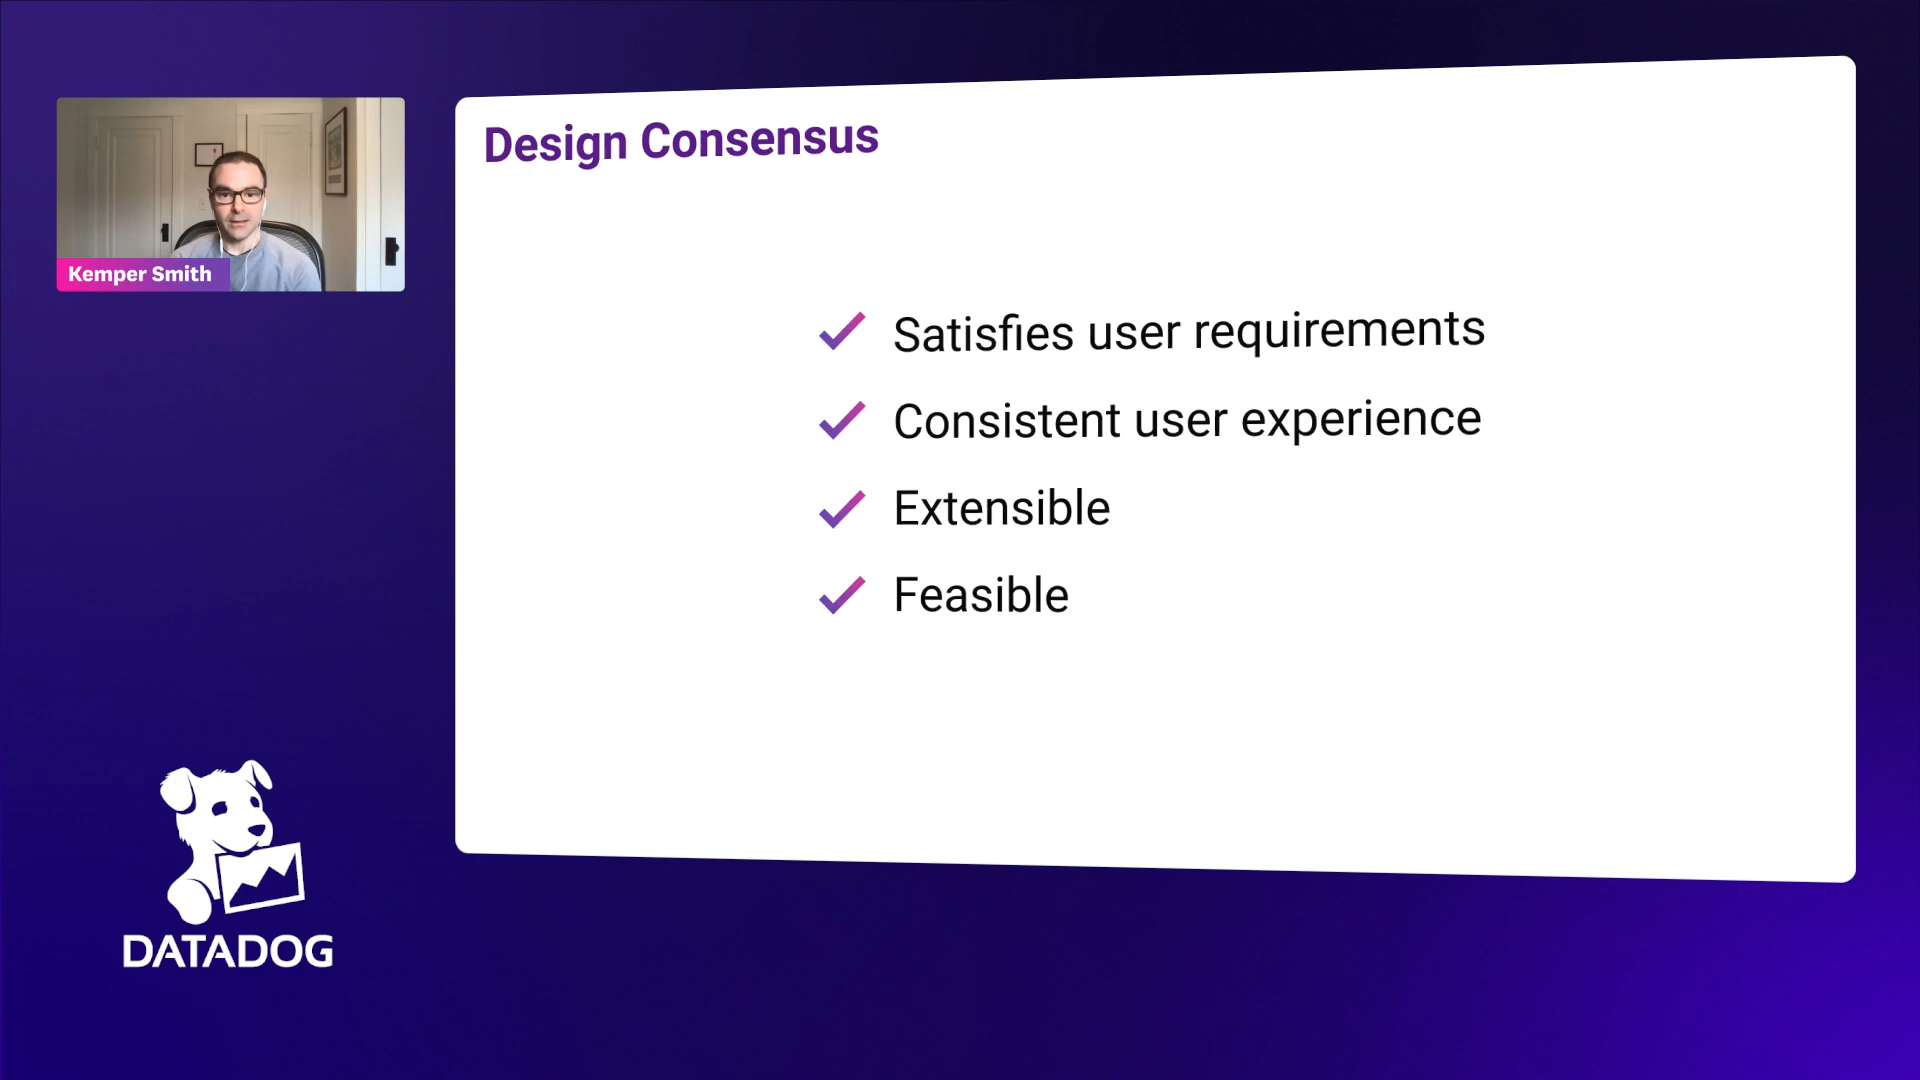 Design Consensus
Satisfies user requirements
Consistent user experience
Extensible
Feasible
Kemper Smith
DATADOG